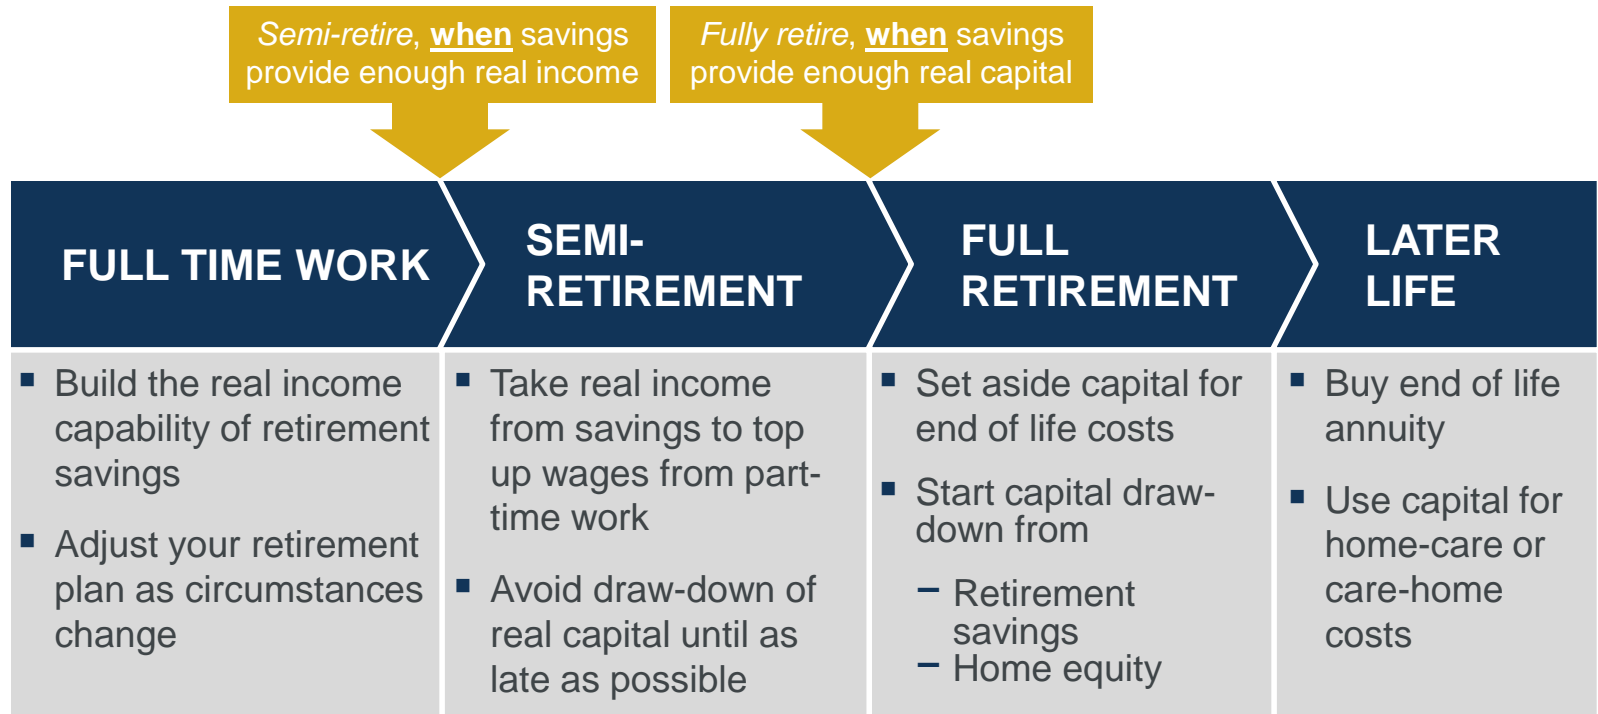 Semi-retire, when savings
provide enough real income
Fully retire, when savings
provide enough real capital
FULL TIME WORK
SEMI-
RETIREMENT
FULL
RETIREMENT
LATER
LIFE
▪ Build the real income
capability of retirement
savings
▪ Adjust your retirement
plan as circumstances
change
▪ Take real income
from savings to top
up wages from part-
time work
▪ Avoid draw-down of
real capital until as
late as possible
▪ Set aside capital for
end of life costs
▪ Start capital draw-
down from
– Retirement
savings
– Home equity
▪ Buy end of life
annuity
▪ Use capital for
home-care or
care-home
costs